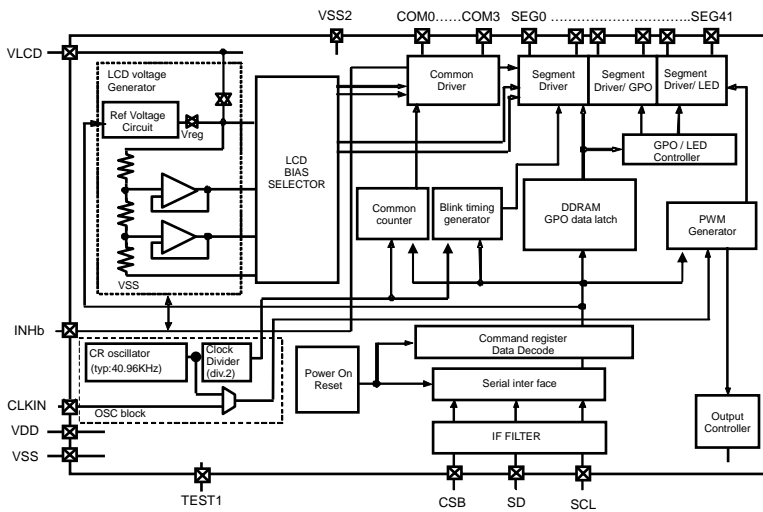 VSS2
COM0......COM3
SEG0 ..................................SEG41
VLCD
LCD voltage
Generator
Ref Voltage
Circuit
Vreg
VSS
LCD
BIAS
SELECTOR
Common
Driver
Segment
Driver
Segment
Driver/ GPO
Segment
Driver/ LED
GPO / LED
Controller
Common
counter
Blink timing
generator
DDRAM
GPO data latch
PWM
Generator
INHb
CR oscillator
(typ:40.96KHz)
Clock
Divider
(div.2)
OSC block
CLKIN
VDD
VSS
Power On
Reset
Command register
Data Decode
Serial inter face
IF FILTER
Output
Controller
TEST1
CSB
SD
SCL